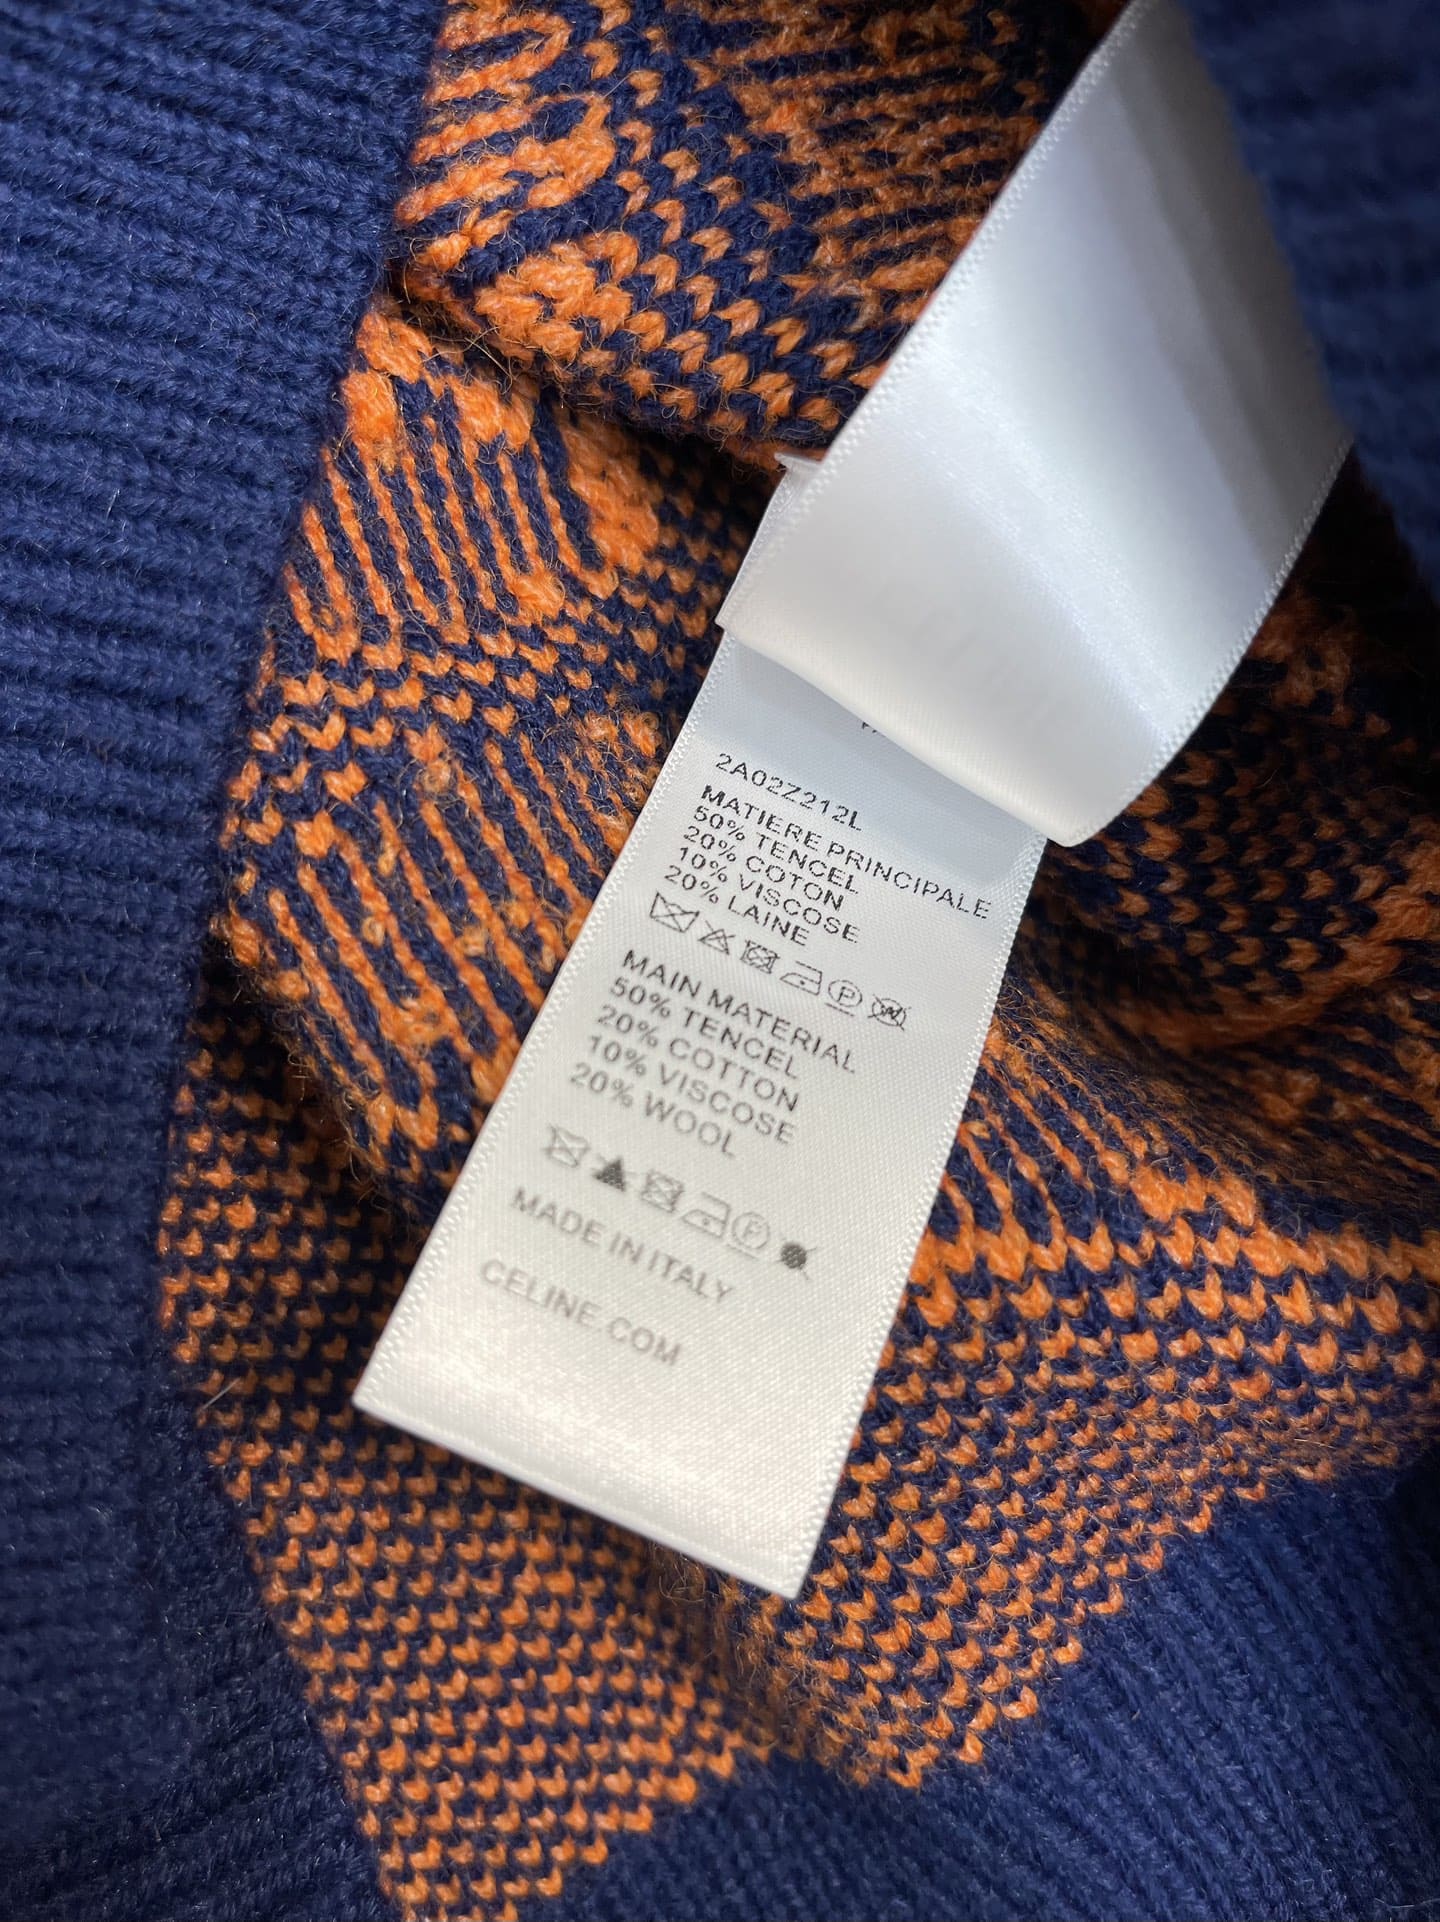 2A02Z212L
MATIERE PRINCIPALE
50% TENCEL
20% COTON
10% VISCOSE
20% LAINE
P W
MAIN MATERIAL
50% TENCEL
20% COTTON
10% VISCOSE
20% WOOL
P
MADE IN ITALY
CELINE.COM